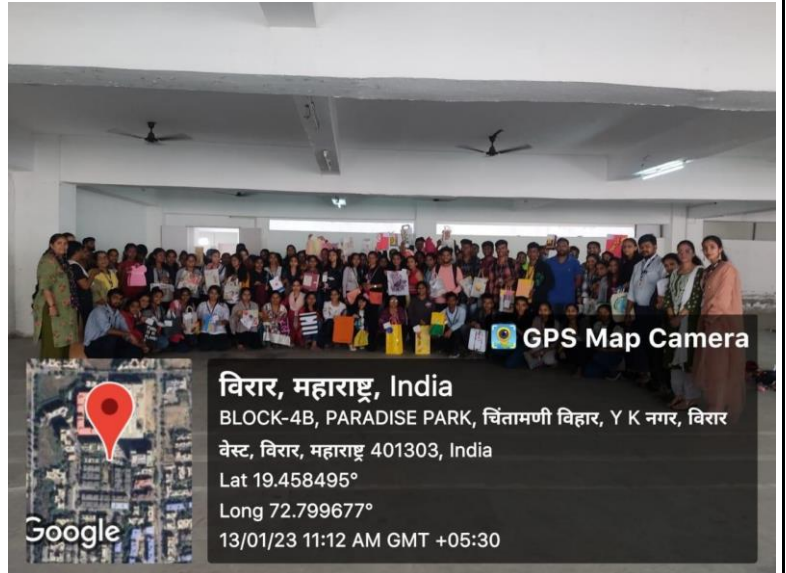 GPS Map Camera
विरार, महाराष्ट्र, India
BLOCK-4B, PARADISE PARK, चिंतामणी विहार, Y K नगर, विरार
वेस्ट, विरार, महाराष्ट्र 401303, India
Lat 19.458495°
Long 72.799677°
13/01/23 11:12 AM GMT +05:30
Google